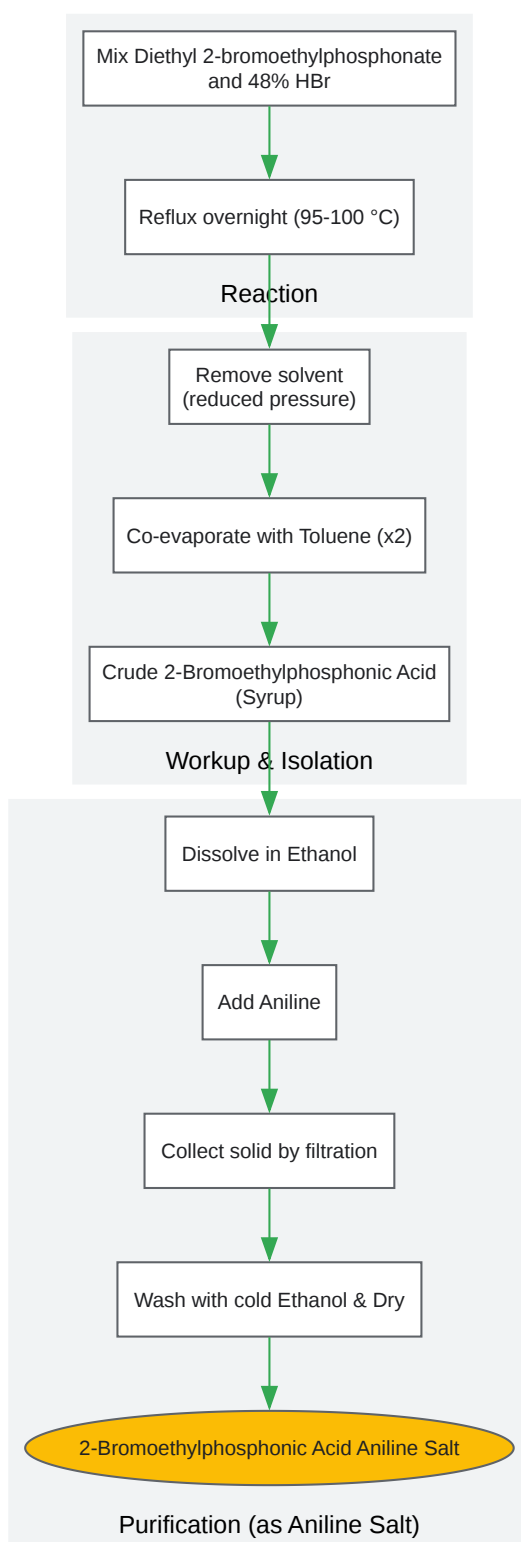 Mix Diethyl 2-bromoethylphosphonate
and 48% HBr
Reflux overnight (95-100 °C)
Reaction
Remove solvent
(reduced pressure)
Co-evaporate with Toluene (x2)
Crude 2-Bromoethylphosphonic Acid
(Syrup)
Workup & Isolation
Dissolve in Ethanol
Add Aniline
Collect solid by filtration
Wash with cold Ethanol & Dry
2-Bromoethylphosphonic Acid Aniline Salt
Purification (as Aniline Salt)